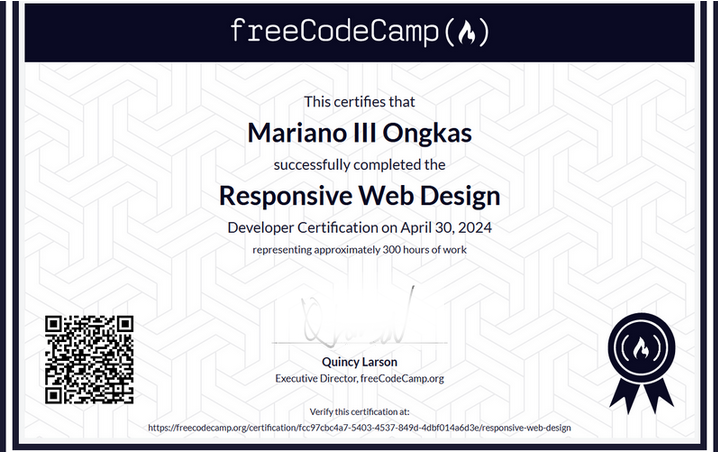 freeCodeCamp
This certifies that
Mariano III Ongkas
successfully completed the
Responsive Web Design
Developer Certification on April 30, 2024
representing approximately 300 hours of work
Quincy Larson
Executive Director, freeCodeCamp.org
Verify this certification at:
https://freecodecamp.org/certification/fcc97cbc4a7-5403-4537-849d-4dbf014a6d3e/responsive-web-design